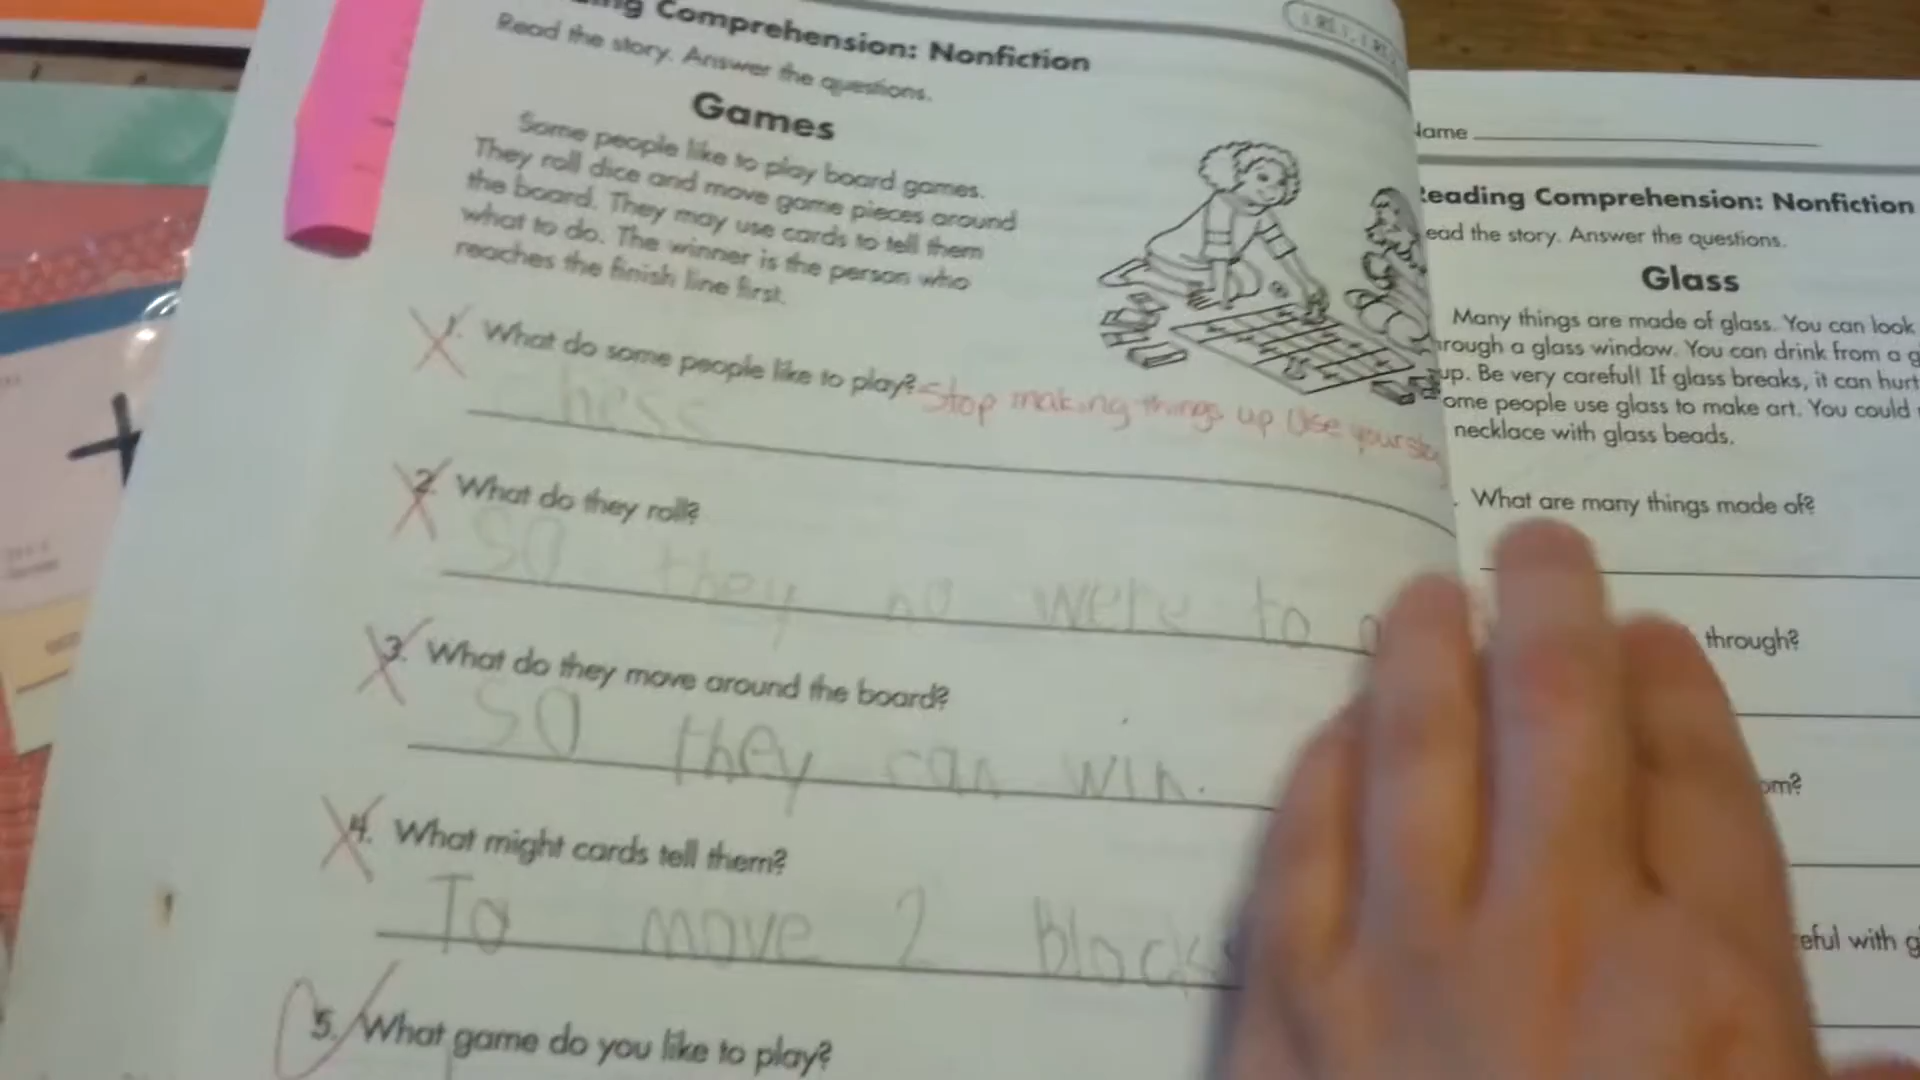 Comprehension: Nonfiction
Read the story. Answer the questions.
Games
Some people like to play board games.
They roll dice and move game pieces around
the board. They may use cards to tell them
what to do. The winner is the person who
reaches the finish line first.
1. What do some people like to play? Stop making things up Use your
Chess
2. What do they roll?
SO they no were to
3. What do they move around the board?
SO they can win.
4. What might cards tell them?
To move 2 Blocks
5. What game do you like to play?
Name
Reading Comprehension: Nonfiction
Read the story. Answer the questions.
Glass
Many things are made of glass. You can look
through a glass window. You can drink from a
cup. Be very careful! If glass breaks, it can hurt
Some people use glass to make art. You could
necklace with glass beads.
What are many things made of?
through?
eful with g